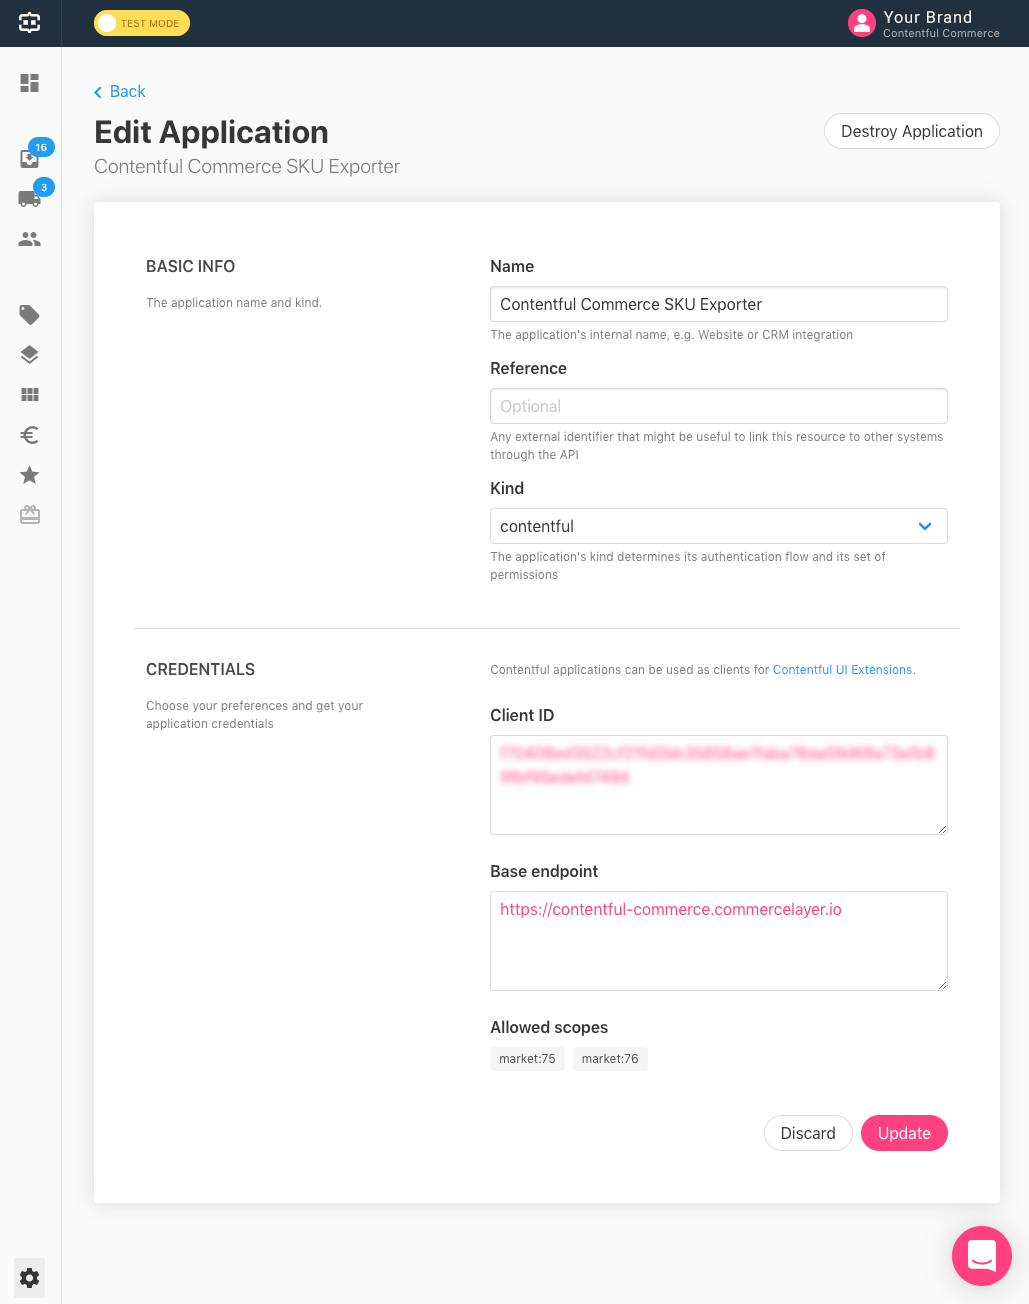 TEST MODE
Your Brand
Contentful Commerce
Back
Edit Application
Destroy Application
Contentful Commerce SKU Exporter
16
3
BASIC INFO
The application name and kind.
Name
Contentful Commerce SKU Exporter
The application's internal name, e.g. Website or CRM integration
Reference
Optional
Any external identifier that might be useful to link this resource to other systems
through the API
Kind
contentful
The application's kind determines its authentication flow and its set of
permissions
CREDENTIALS
Choose your preferences and get your
application credentials
Contentful applications can be used as clients for Contentful UI Extensions.
Client ID
Base endpoint
https://contentful-commerce.commercelayer.io
Allowed scopes
market:75 market:76
Discard Update